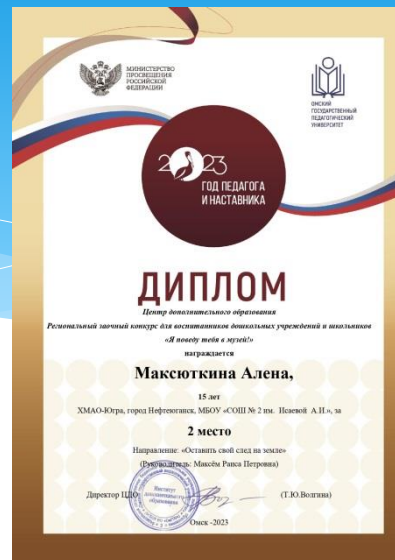 МИНИСТЕРСТВО
ПРОСВЕЩЕНИЯ
РОССИЙСКОЙ
ФЕДЕРАЦИИ
ОМСКИЙ
ГОСУДАРСТВЕННЫЙ
ПЕДАГОГИЧЕСКИЙ
УНИВЕРСИТЕТ
2023
ГОД ПЕДАГОГА
И НАСТАВНИКА
ДИПЛОМ
Центр дополнительного образования
Региональный заочный конкурс для воспитанников дошкольных учреждений и школьников
«Я поведу тебя в музей!»
награждается
Максюткина Алена,
15 лет
ХМАО-Югра, город Нефтеюганск, МБОУ «СОШ № 2 им. Исаевой А.И.», за
2 место
Направление: «Оставить свой след на земле»
(Руководитель: Максём Раиса Петровна)
Директор ЦДО
(Т.Ю.Волгина)
Институт
дополнительного
образования
Омск -2023